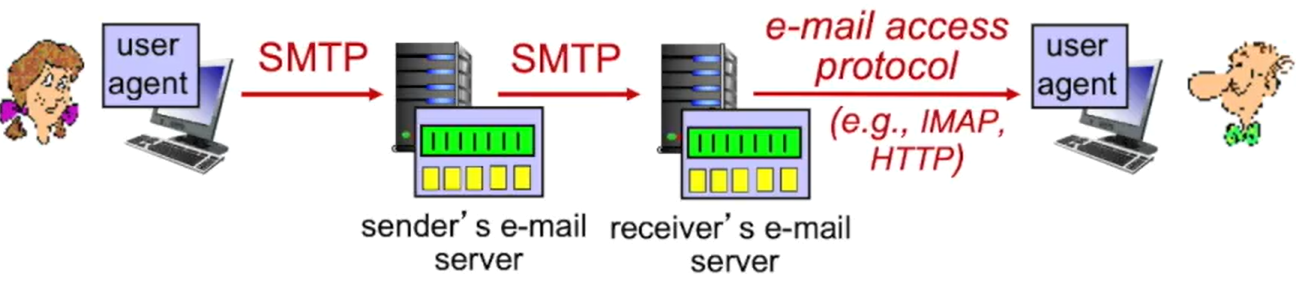 user
agent
SMTP
SMTP
e-mail access
protocol
(e.g., IMAP,
HTTP)
user
agent
sender's e-mail
server
receiver's e-mail
server